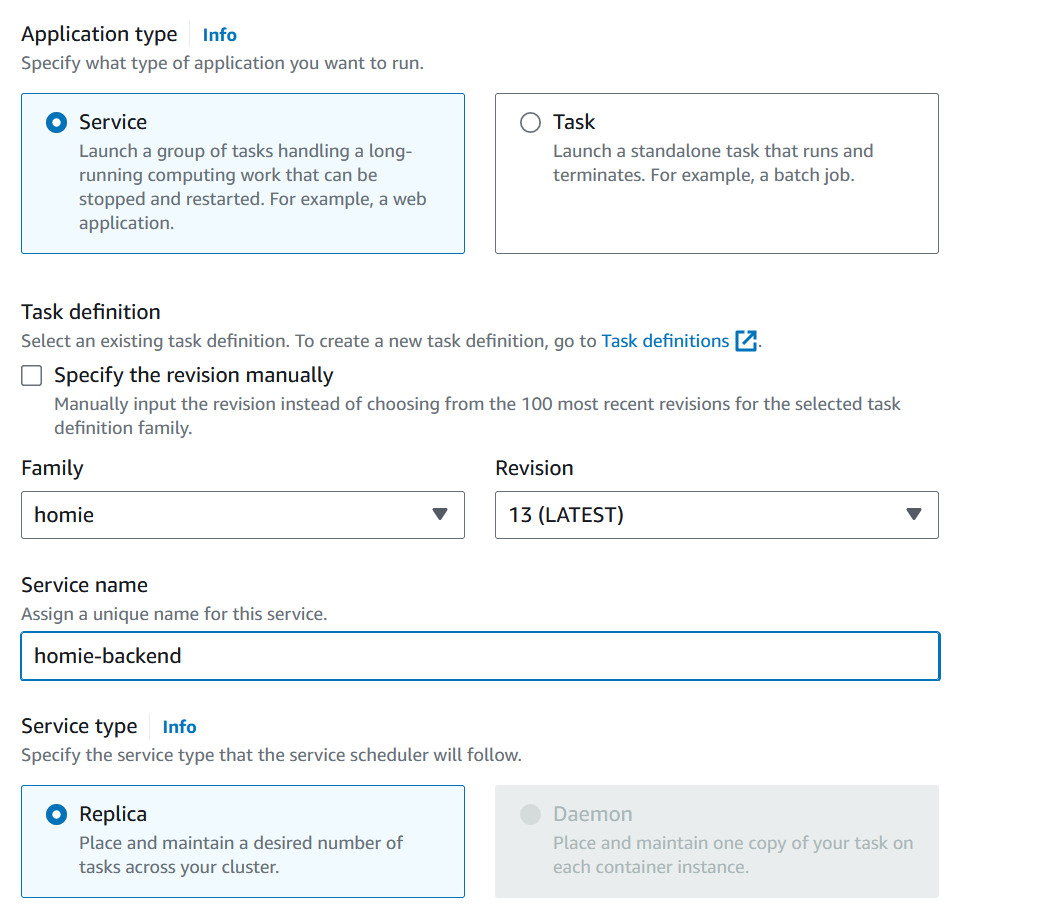 Application type Info
Specify what type of application you want to run.
Service
Launch a group of tasks handling a long-
running computing work that can be
stopped and restarted. For example, a web
application.
Task
Launch a standalone task that runs and
terminates. For example, a batch job.
Task definition
Select an existing task definition. To create a new task definition, go to Task definitions.
Specify the revision manually
Manually input the revision instead of choosing from the 100 most recent revisions for the selected task
definition family.
Family
homie
Revision
13 (LATEST)
Service name
Assign a unique name for this service.
homie-backend
Service type Info
Specify the service type that the service scheduler will follow.
Replica
Place and maintain a desired number of
tasks across your cluster.
Daemon
Place and maintain one copy of your task on
each container instance.